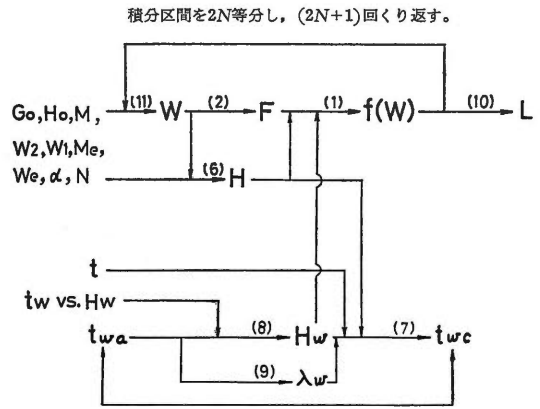 積分区間を2N等分し，(2N+1)回くり返す。
Go,Ho,M, (11) W (2) F (1) f(W) (10) L
W2,W1,Me,
We,α,N (6) H
t
tw vs.Hw
twa (8) Hw (7) twc
(9) λw